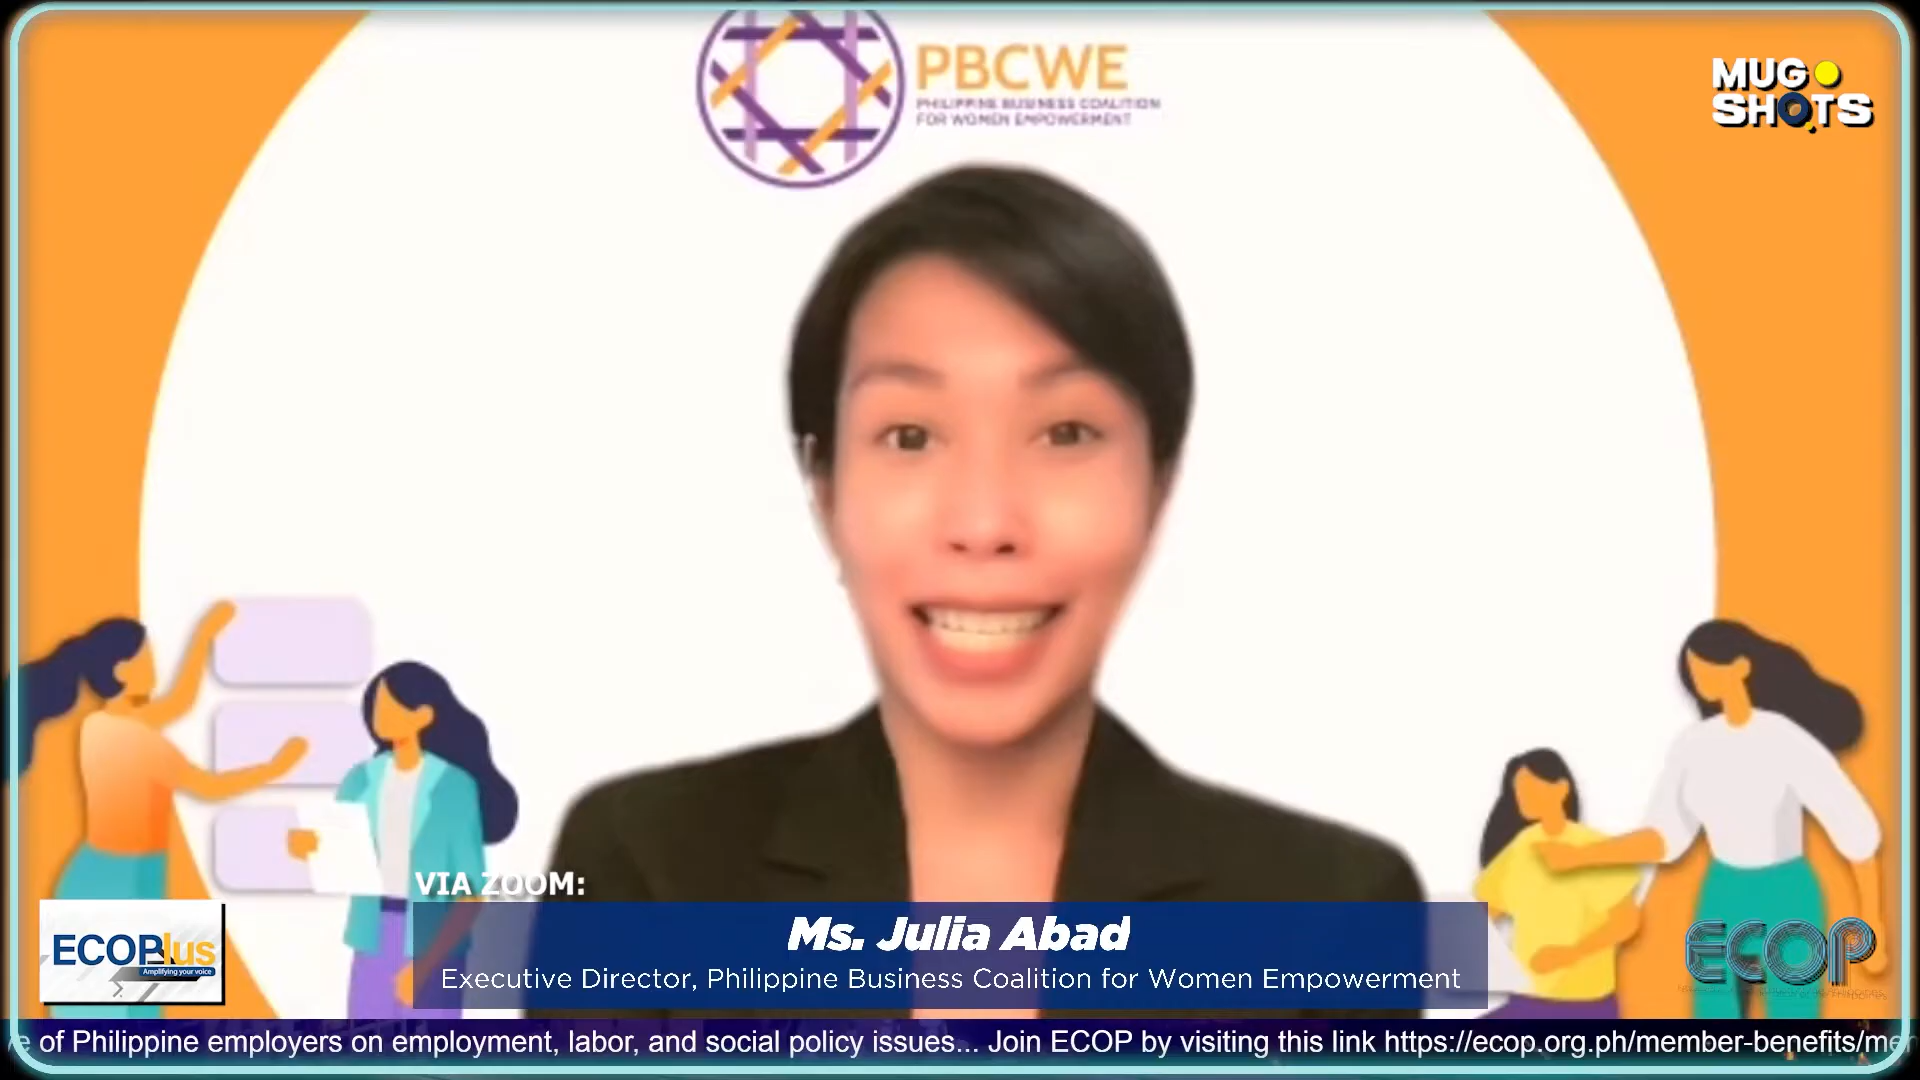 PBCWE
PHILIPPINE BUSINESS COALITION
FOR WOMEN EMPOWERMENT
MUG
SHOTS
VIA ZOOM:
Ms. Julia Abad
Executive Director, Philippine Business Coalition for Women Empowerment
ECOPlus
Amplifying your voice
ECOP
of Philippine employers on employment, labor, and social policy issues... Join ECOP by visiting this link https://ecop.org.ph/member-benefits/me